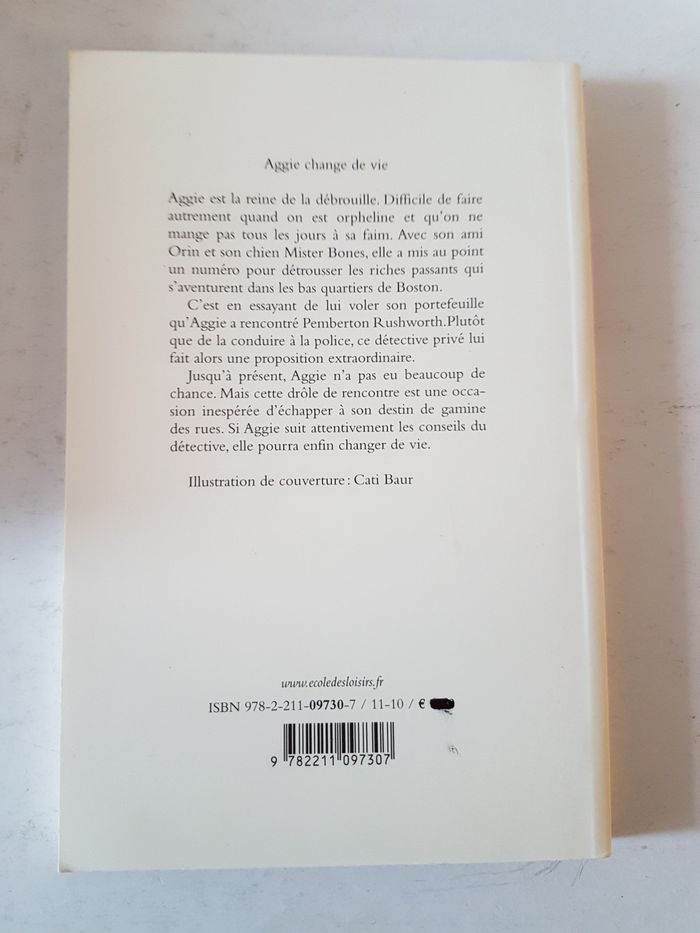 Aggie change de vie
Aggie est la reine de la débrouille. Difficile de faire
autrement quand on est orpheline et qu'on ne
mange pas tous les jours à sa faim. Avec son ami
Orin et son chien Mister Bones, elle a mis au point
un numéro pour détrousser les riches passants qui
s'aventurent dans les bas quartiers de Boston.
C'est en essayant de lui voler son portefeuille
qu'Aggie a rencontré Pemberton Rushworth.Plutôt
que de la conduire à la police, ce détective privé lui
fait alors une proposition extraordinaire.
Jusqu'à présent, Aggie n'a pas eu beaucoup de
chance. Mais cette drôle de rencontre est une occa-
sion inespérée d'échapper à son destin de gamine
des rues. Si Aggie suit attentivement les conseils du
détective, elle pourra enfin changer de vie.
Illustration de couverture : Cati Baur
www.ecoledesloisirs.fr
ISBN 978-2-211-09730-7 / 11-10 / €
9 782211 097307